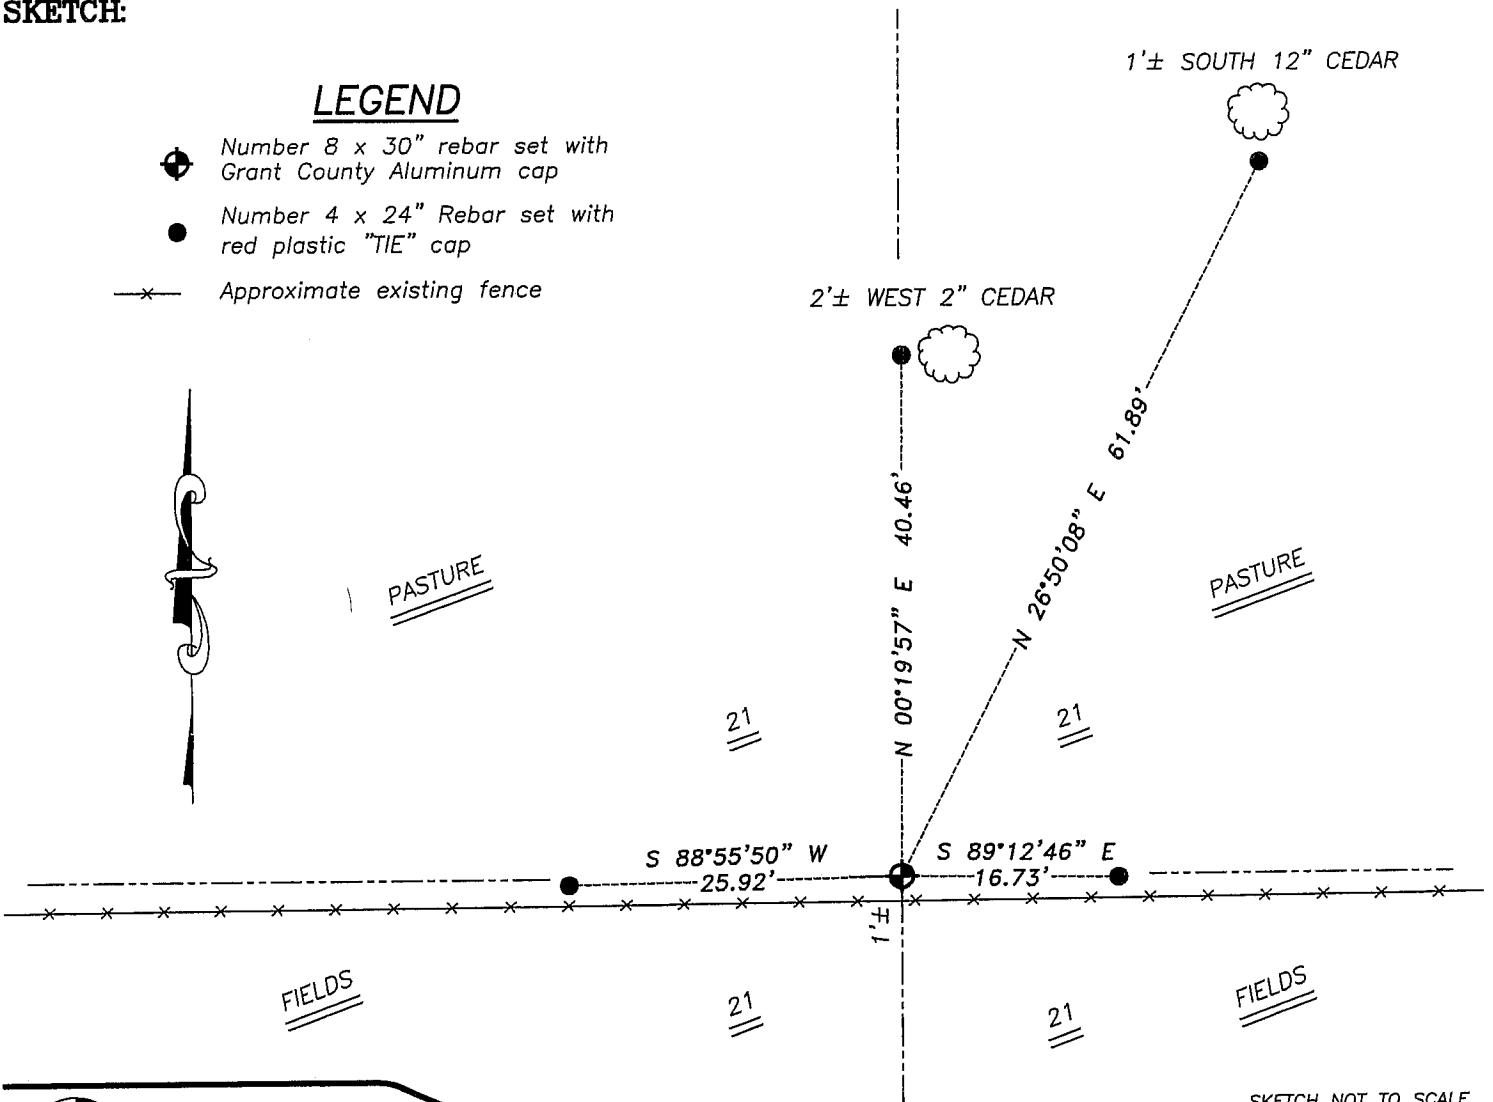 SKETCH:
LEGEND
Number 8 x 30" rebar set with
Grant County Aluminum cap
Number 4 x 24" Rebar set with
red plastic "TIE" cap
Approximate existing fence
1'± SOUTH 12" CEDAR
2'± WEST 2" CEDAR
N 26°50'08" E 61.89'
N 00°19'57" E 40.46'
PASTURE
PASTURE
21
21
S 88°55'50" W
25.92'
S 89°12'46" E
16.73'
1'±
FIELDS
21
21
FIELDS
SKETCH NOT TO SCALE